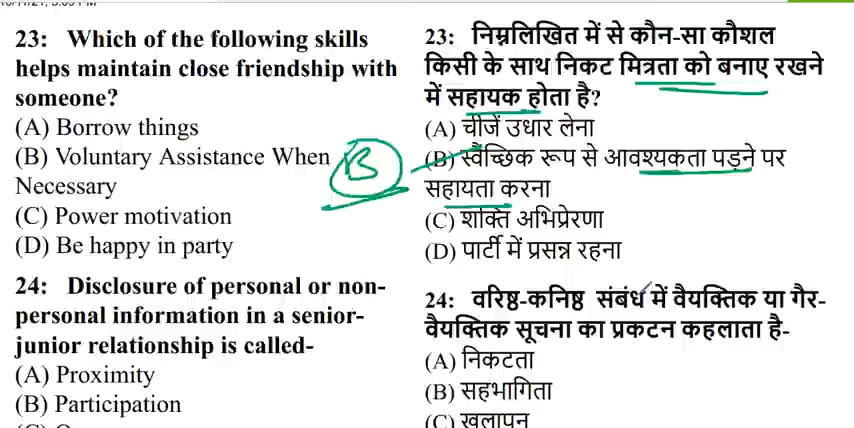 23: Which of the following skills
helps maintain close friendship with
someone?
(A) Borrow things
(B) Voluntary Assistance When
Necessary
(C) Power motivation
(D) Be happy in party
24: Disclosure of personal or non-
personal information in a senior-
junior relationship is called-
(A) Proximity
(B) Participation
B
23: निम्नलिखित में से कौन-सा कौशल
किसी के साथ निकट मित्रता को बनाए रखने
में सहायक होता है?
(A) चीजें उधार लेना
(B) स्वैच्छिक रूप से आवश्यकता पड़ने पर
सहायता करना
(C) शक्ति अभिप्रेरणा
(D) पार्टी में प्रसन्न रहना
24: वरिष्ठ-कनिष्ठ संबंध में वैयक्तिक या गैर-
वैयक्तिक सूचना का प्रकटन कहलाता है-
(A) निकटता
(B) सहभागिता
(C) खुलापन